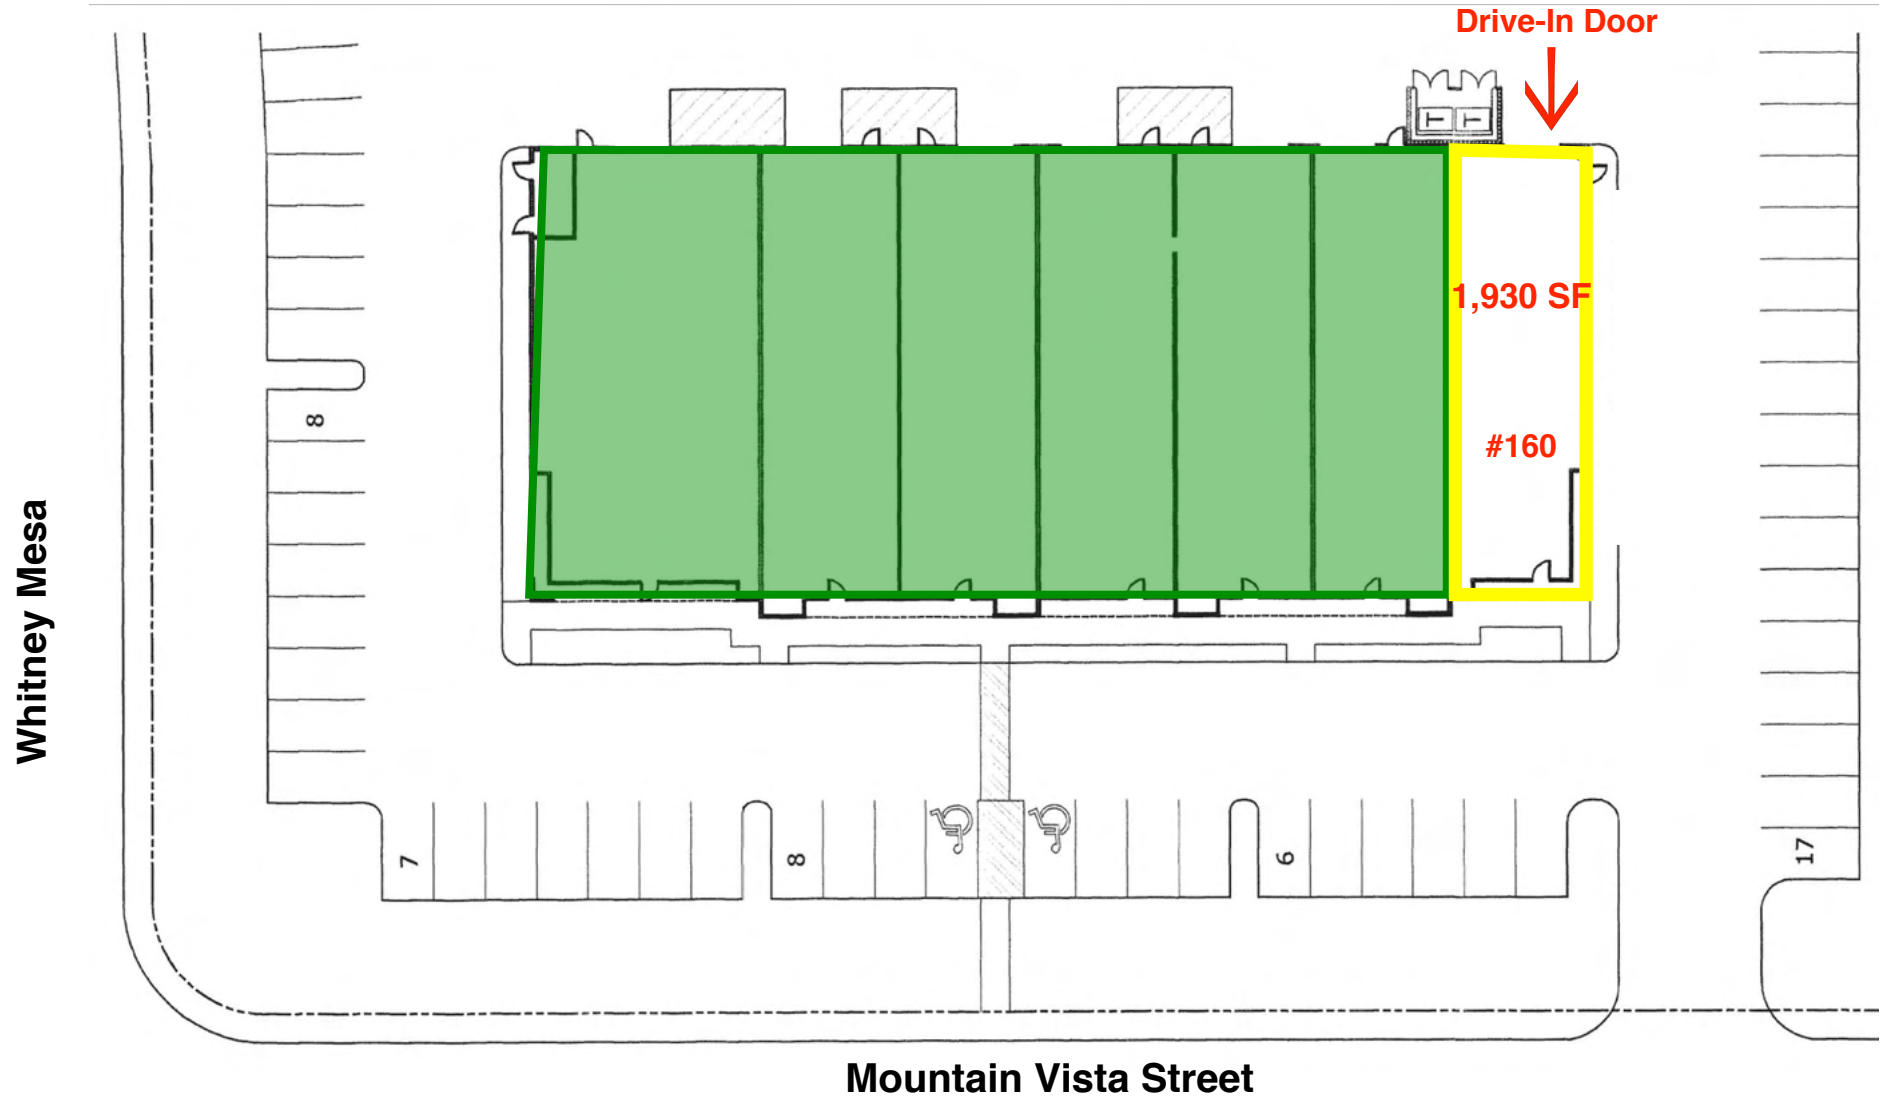 Drive-In Door
T T
1,930 SF
#160
8
Whitney Mesa
7
8
6
17
Mountain Vista Street